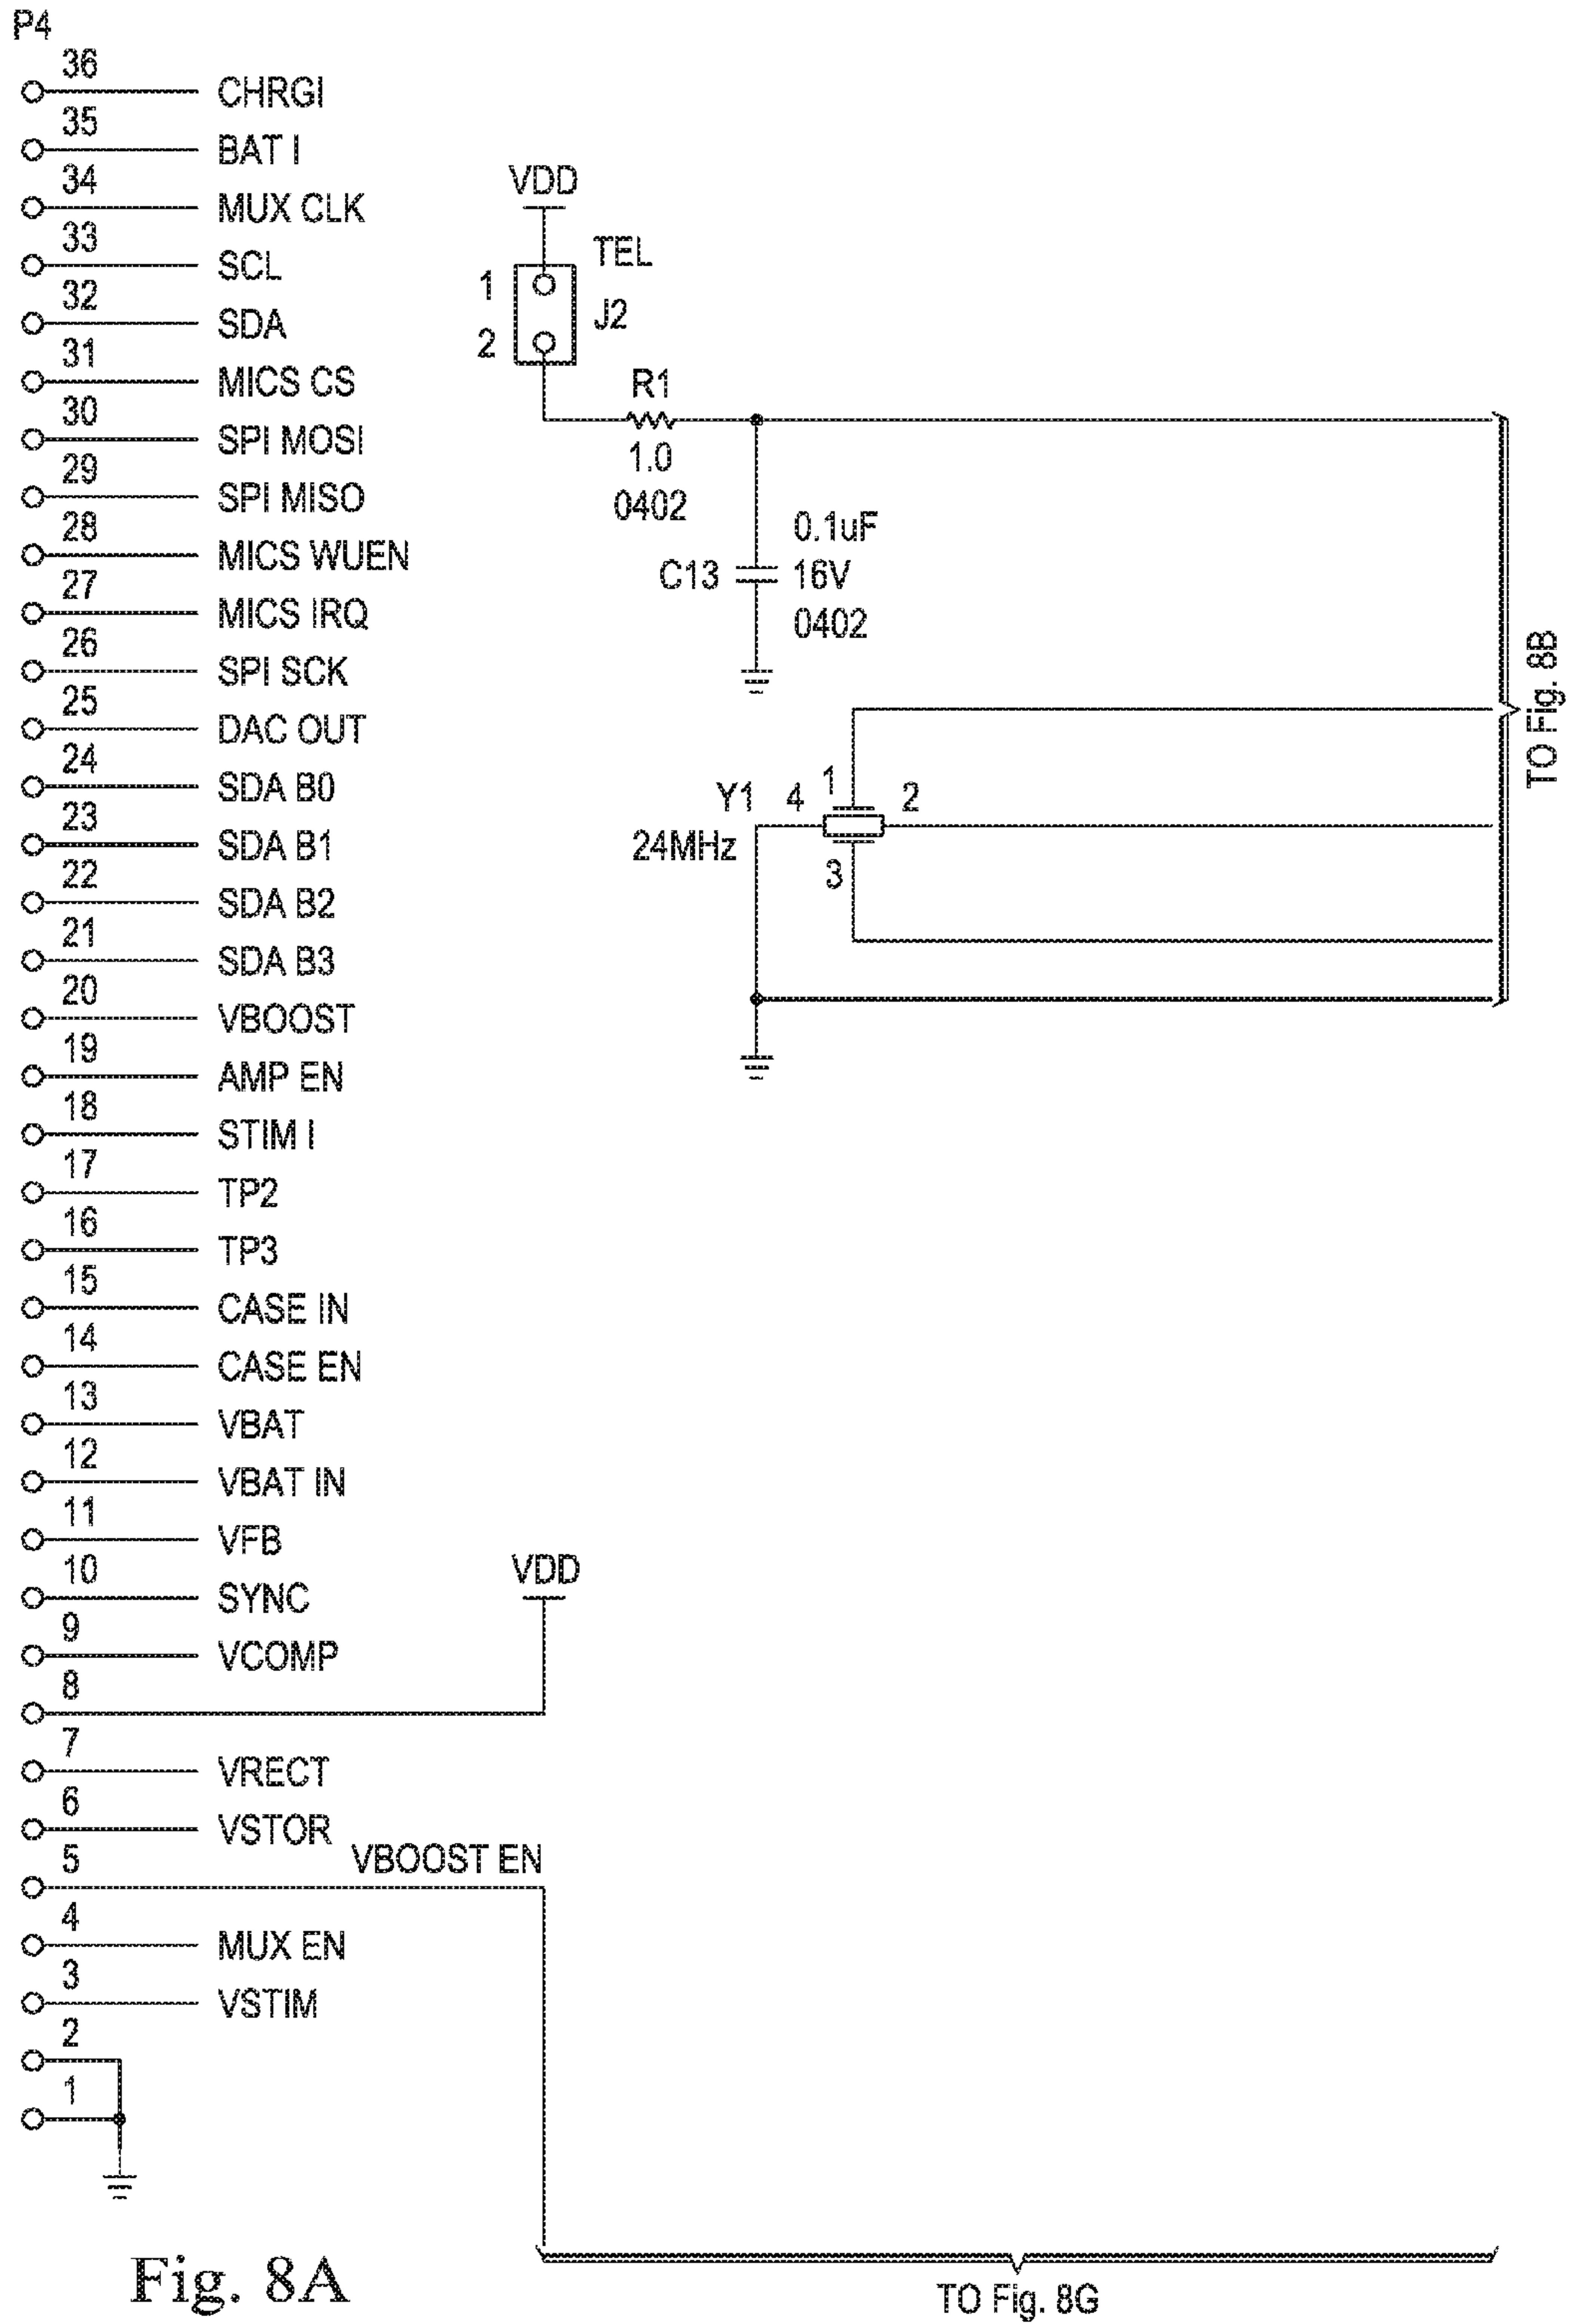 P4
36 CHRGI
35 BAT I
34 MUX CLK
33 SCL
32 SDA
31 MICS CS
30 SPI MOSI
29 SPI MISO
28 MICS WUEN
27 MICS IRQ
26 SPI SCK
25 DAC OUT
24 SDA B0
23 SDA B1
22 SDA B2
21 SDA B3
20 VBOOST
19 AMP EN
18 STIM I
17 TP2
16 TP3
15 CASE IN
14 CASE EN
13 VBAT
12 VBAT IN
11 VFB
10 SYNC
9 VCOMP
8
VDD
7 VRECT
6 VSTOR
5 VBOOST EN
4 MUX EN
3 VSTIM
2
1
VDD
TEL
J2
1
2
R1
1.0
0402
C13
0.1uF
16V
0402
Y1
24MHz
4
1
2
3
TO Fig. 8B
TO Fig. 8G
Fig. 8A